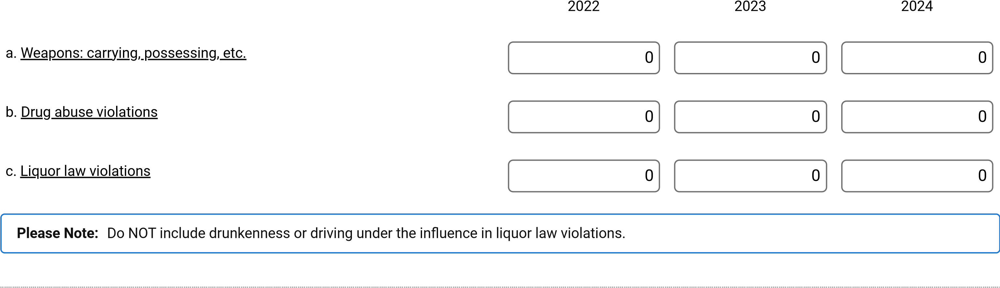 2022 2023 2024
a. Weapons: carrying, possessing, etc. 0 0 0
b. Drug abuse violations 0 0 0
c. Liquor law violations 0 0 0
Please Note: Do NOT include drunkenness or driving under the influence in liquor law violations.